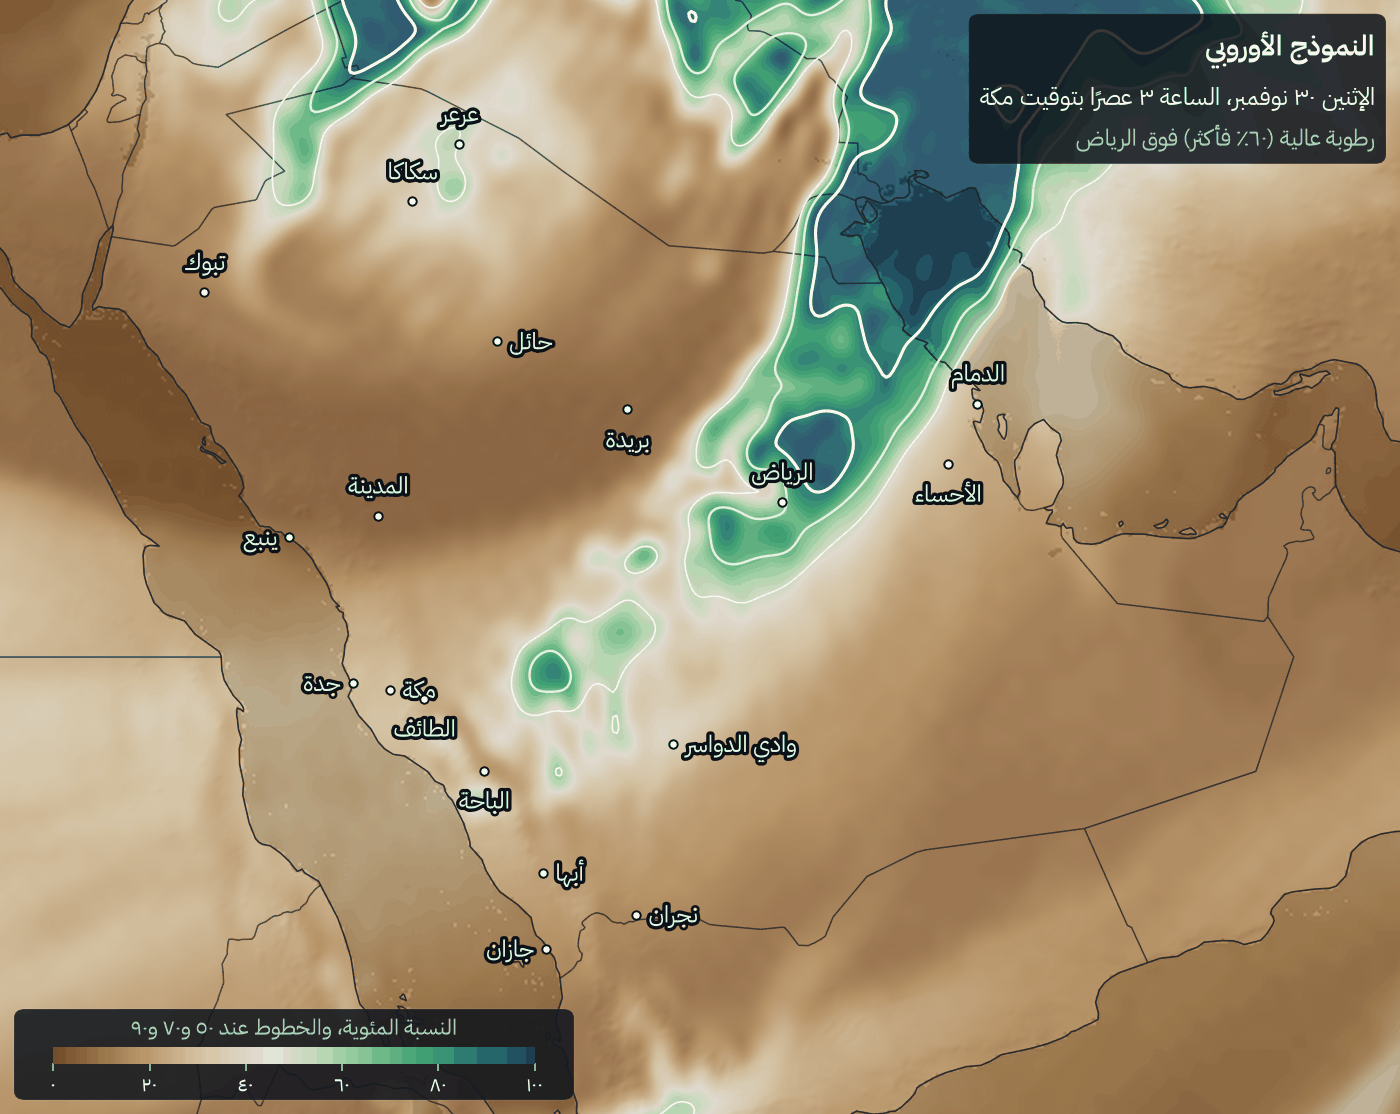 النموذج الأوروبي
الإثنين ٣٠ نوفمبر، الساعة ٣ عصرًا بتوقيت مكة
رطوبة عالية (٦٠٪ فأكثر) فوق الرياض
عرعر
سكاكا
تبوك
حائل
الدمام
بريدة
الرياض
الأحساء
المدينة
ينبع
جدة
مكة
الطائف
وادي الدواسر
الباحة
أبها
نجران
جازان
النسبة المئوية، والخطوط عند ٥٠ و٧٠ و٩٠
٠ ٢٠ ٤٠ ٦٠ ٨٠ ١٠٠